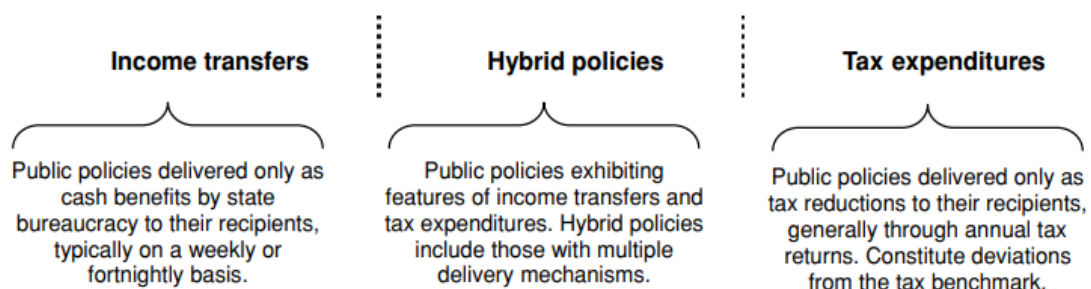 Income transfers
Hybrid policies
Tax expenditures
Public policies delivered only as
cash benefits by state
bureaucracy to their recipients,
typically on a weekly or
fortnightly basis.
Public policies exhibiting
features of income transfers and
tax expenditures. Hybrid policies
include those with multiple
delivery mechanisms.
Public policies delivered only as
tax reductions to their recipients,
generally through annual tax
returns. Constitute deviations
from the tax benchmark.